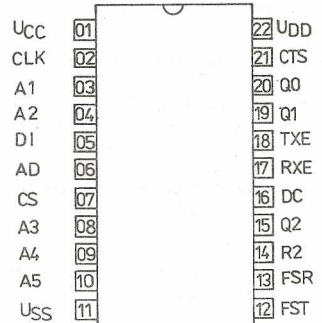 UCC 01 22 UDD
CLK 02 21 CTS
A1 03 20 Q0
A2 04 19 Q1
DI 05 18 TXE
AD 06 17 RXE
CS 07 16 DC
A3 08 15 Q2
A4 09 14 R2
A5 10 13 FSR
USS 11 12 FST